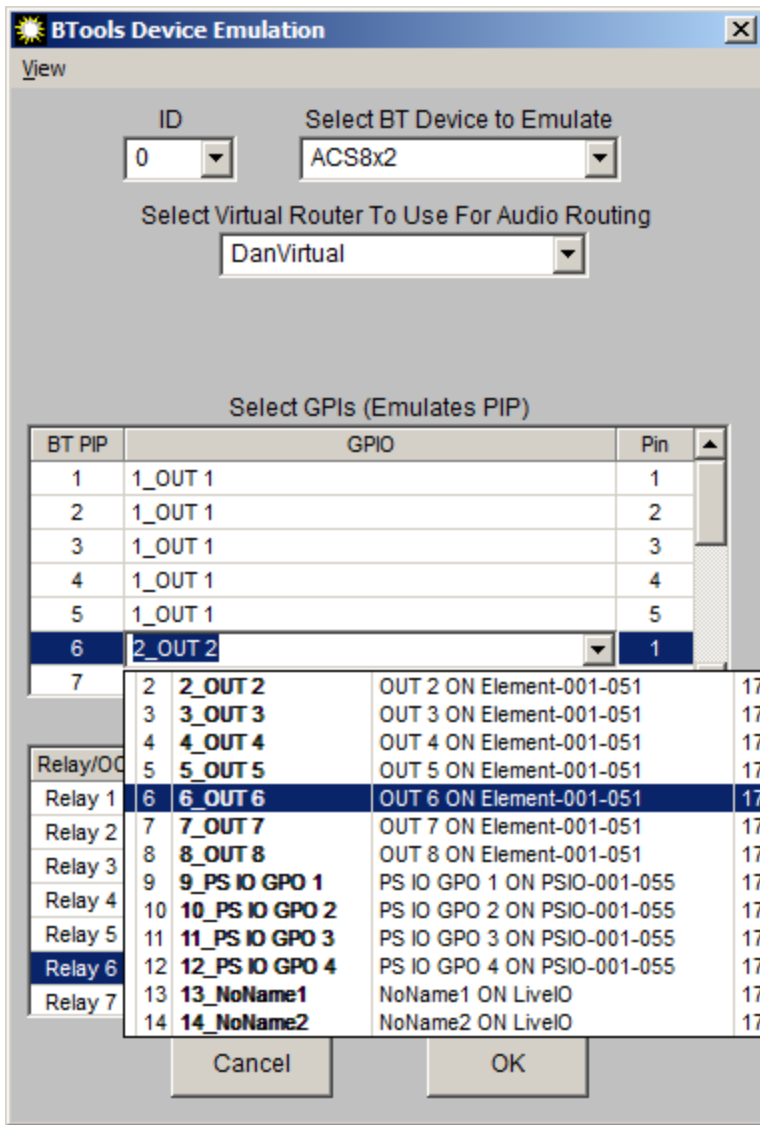 BTools Device Emulation
View
ID Select BT Device to Emulate
0 ACS8x2
Select Virtual Router To Use For Audio Routing
DanVirtual
Select GPIs (Emulates PIP)
BT PIP GPIO Pin
1 1_OUT 1 1
2 1_OUT 1 2
3 1_OUT 1 3
4 1_OUT 1 4
5 1_OUT 1 5
6 2_OUT 2 1
7
2 2_OUT 2 OUT 2 ON Element-001-051 17
3 3_OUT 3 OUT 3 ON Element-001-051 17
4 4_OUT 4 OUT 4 ON Element-001-051 17
5 5_OUT 5 OUT 5 ON Element-001-051 17
6 6_OUT 6 OUT 6 ON Element-001-051 17
7 7_OUT 7 OUT 7 ON Element-001-051 17
8 8_OUT 8 OUT 8 ON Element-001-051 17
9 9_PS IO GPO 1 PS IO GPO 1 ON PSIO-001-055 17
10 10_PS IO GPO 2 PS IO GPO 2 ON PSIO-001-055 17
11 11_PS IO GPO 3 PS IO GPO 3 ON PSIO-001-055 17
12 12_PS IO GPO 4 PS IO GPO 4 ON PSIO-001-055 17
13 13_NoName1 NoName1 ON LiveIO 17
14 14_NoName2 NoName2 ON LiveIO 17
Relay/OC
Relay 1
Relay 2
Relay 3
Relay 4
Relay 5
Relay 6
Relay 7
Cancel OK